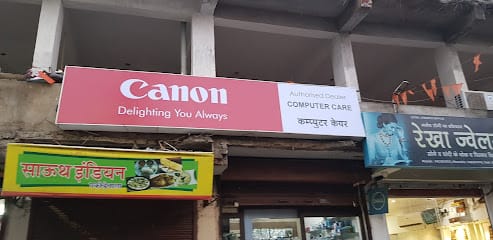 Canon
Delighting You Always
Authorised Dealer
COMPUTER CARE
कम्प्युटर केयर
साऊथ इंडियन
रेखा ज्वेल